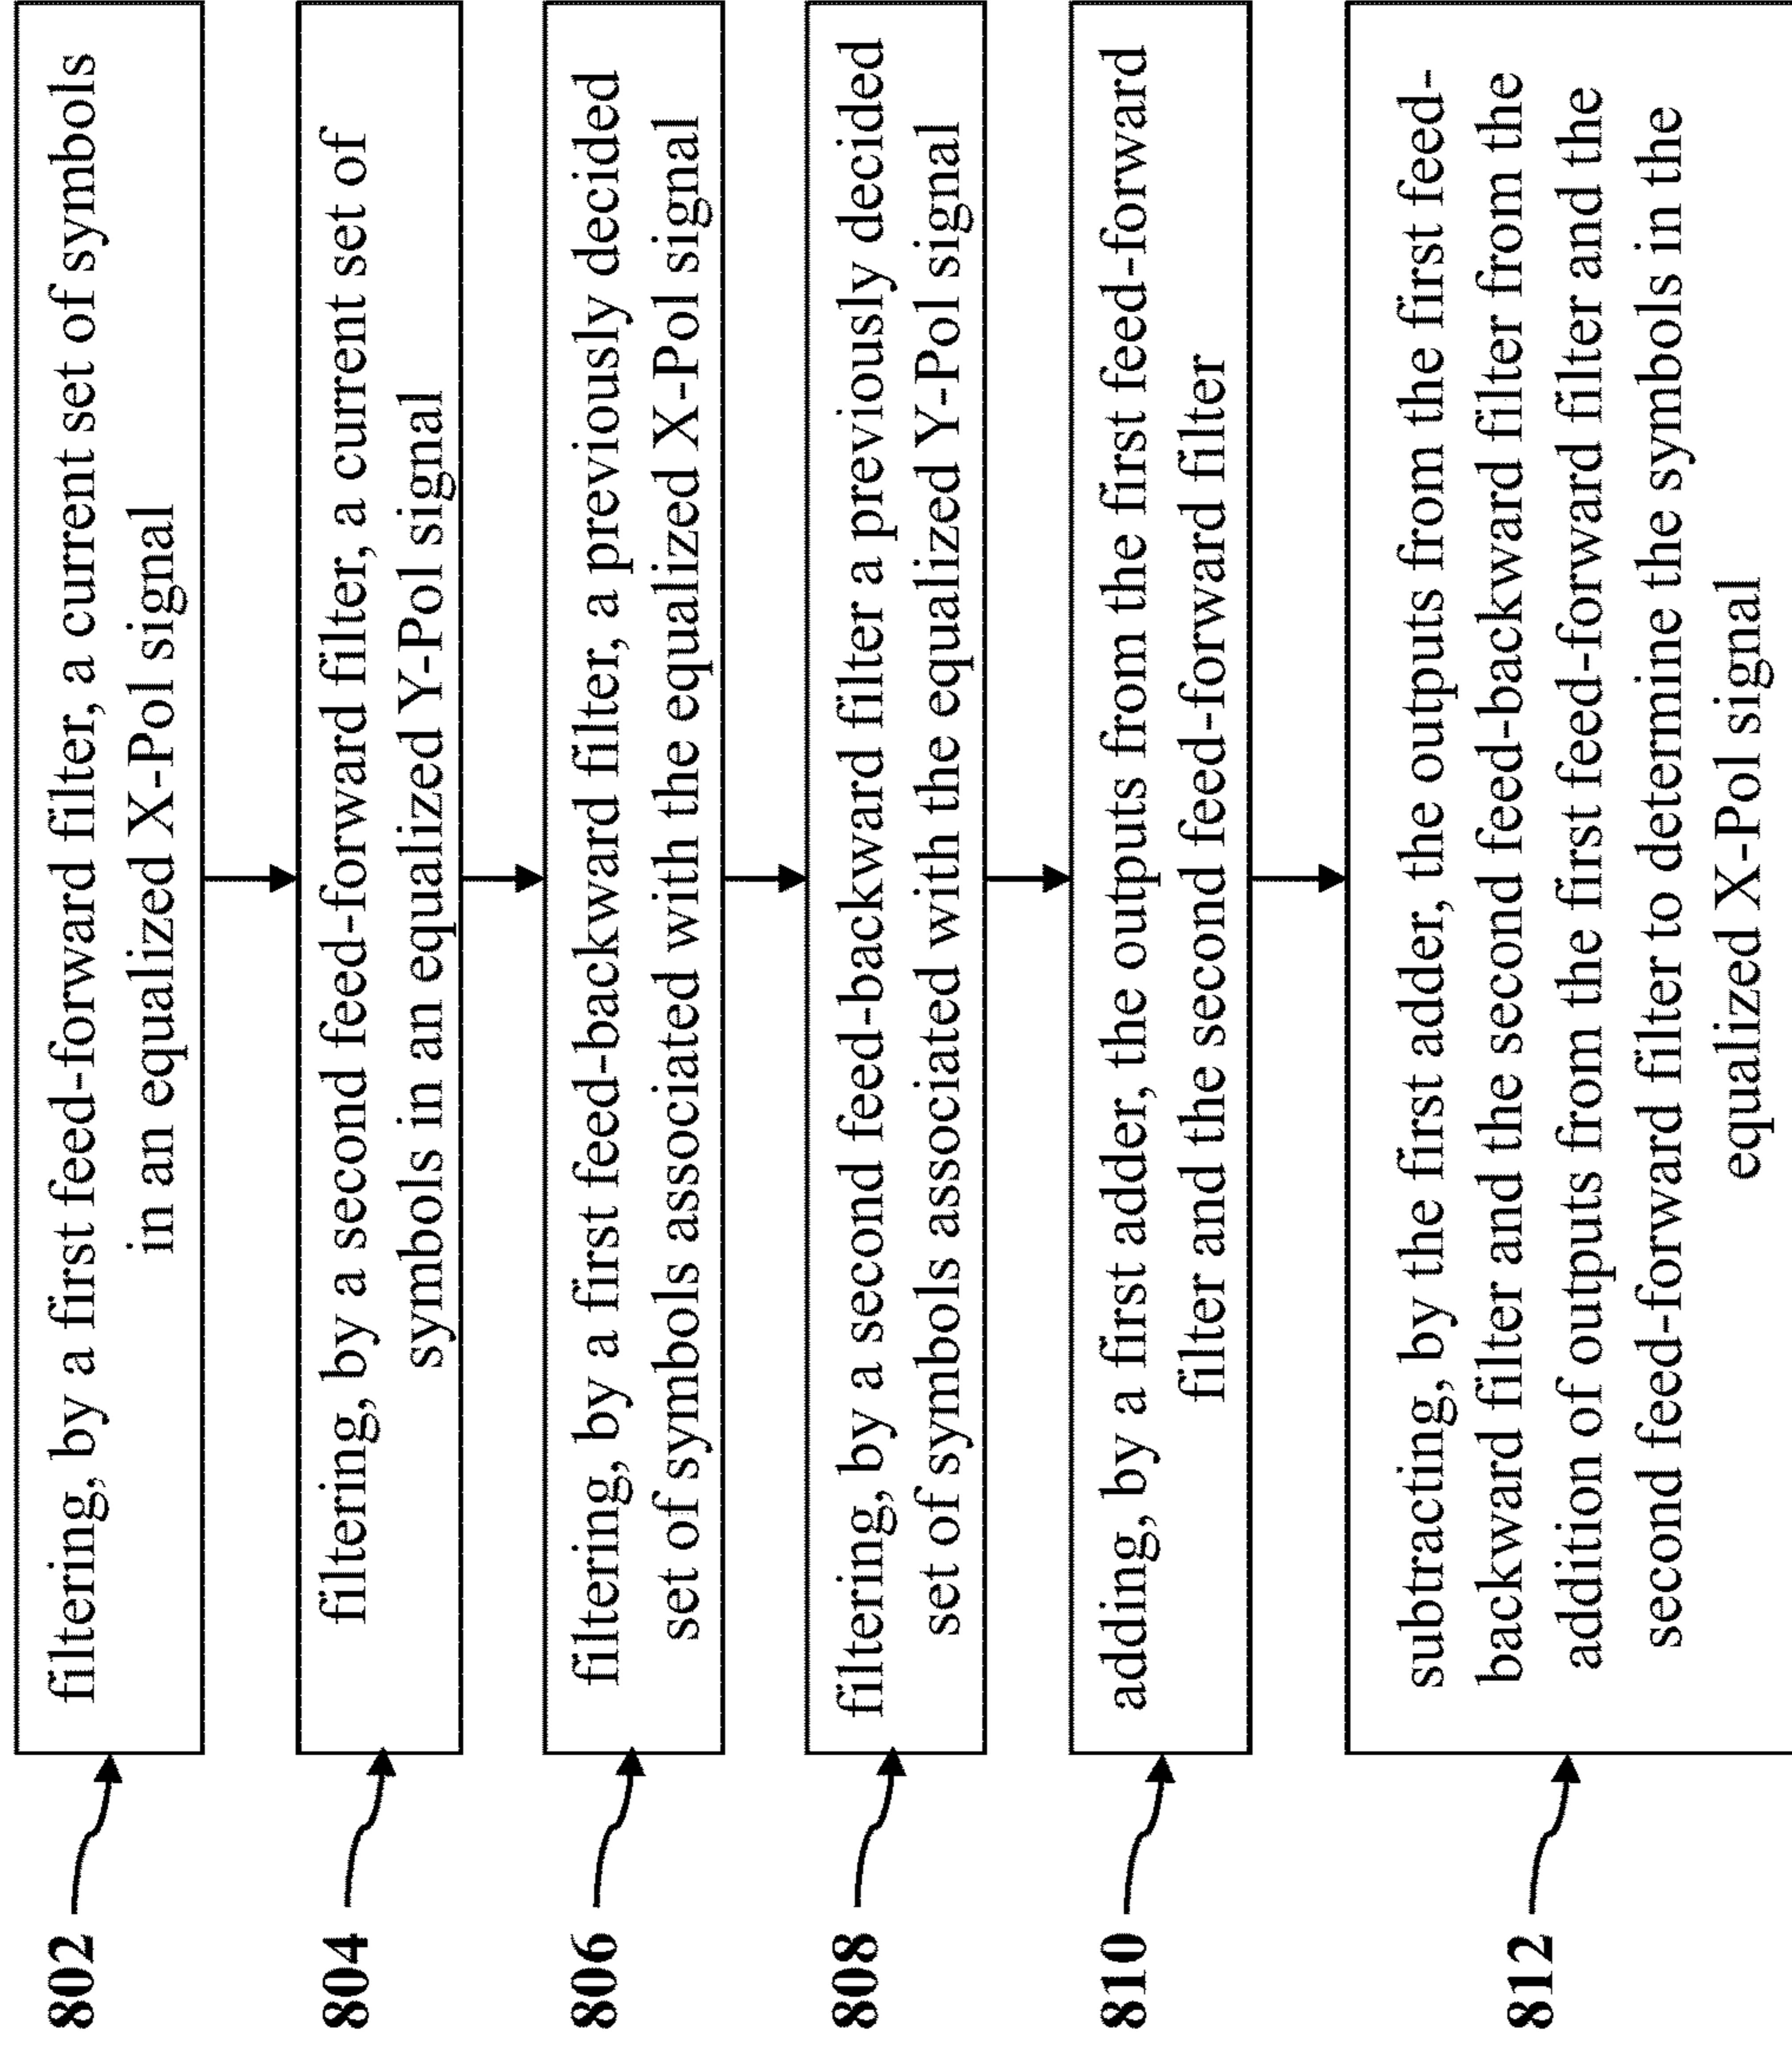 802
filtering, by a first feed-forward filter, a current set of symbols
in an equalized X-Pol signal
804
filtering, by a second feed-forward filter, a current set of
symbols in an equalized Y-Pol signal
806
filtering, by a first feed-backward filter, a previously decided
set of symbols associated with the equalized X-Pol signal
808
filtering, by a second feed-backward filter a previously decided
set of symbols associated with the equalized Y-Pol signal
810
adding, by a first adder, the outputs from the first feed-forward
filter and the second feed-forward filter
812
subtracting, by the first adder, the outputs from the first feed-
backward filter and the second feed-backward filter from the
addition of outputs from the first feed-forward filter and the
second feed-forward filter to determine the symbols in the
equalized X-Pol signal